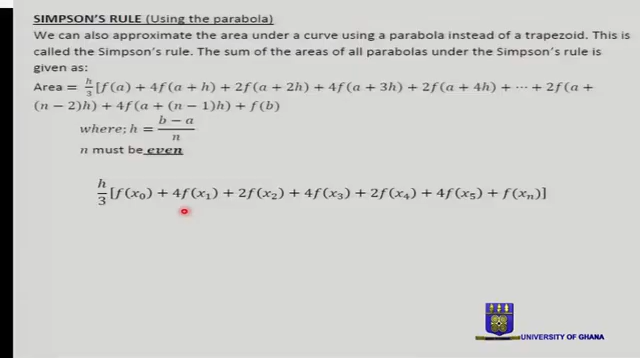 SIMPSON'S RULE (Using the parabola)
We can also approximate the area under a curve using a parabola instead of a trapezoid. This is
called the Simpson's rule. The sum of the areas of all parabolas under the Simpson's rule is
given as:
Area = h/3 [f(a) + 4f(a + h) + 2f(a + 2h) + 4f(a + 3h) + 2f(a + 4h) + ⋯ + 2f(a +
(n − 2)h) + 4f(a + (n − 1)h) + f(b)
where; h = (b − a)/n
n must be even
h/3 [f(x₀) + 4f(x₁) + 2f(x₂) + 4f(x₃) + 2f(x₄) + 4f(x₅) + f(xₙ)]
UNIVERSITY OF GHANA